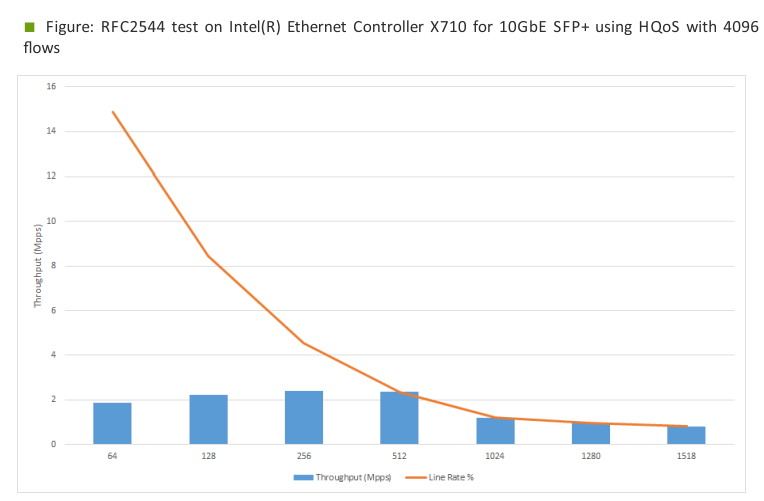 Figure: RFC2544 test on Intel(R) Ethernet Controller X710 for 10GbE SFP+ using HQoS with 4096
flows
16
14
12
10
8
6
4
2
0
Throughput (Mpps)
64 128 256 512 1024 1280 1518
Throughput (Mpps) Line Rate %